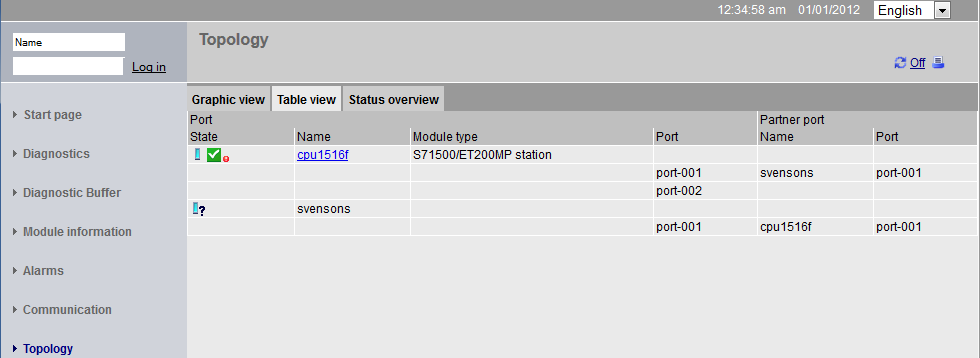 12:34:58 am 01/01/2012 English
Name
Topology
Log in
Off
Start page
Diagnostics
Diagnostic Buffer
Module information
Alarms
Communication
Topology
Graphic view Table view Status overview
Port Partner port
State Name Module type Port Name Port
cpu1516f S71500/ET200MP station
port-001 svensons port-001
port-002
? svensons
port-001 cpu1516f port-001